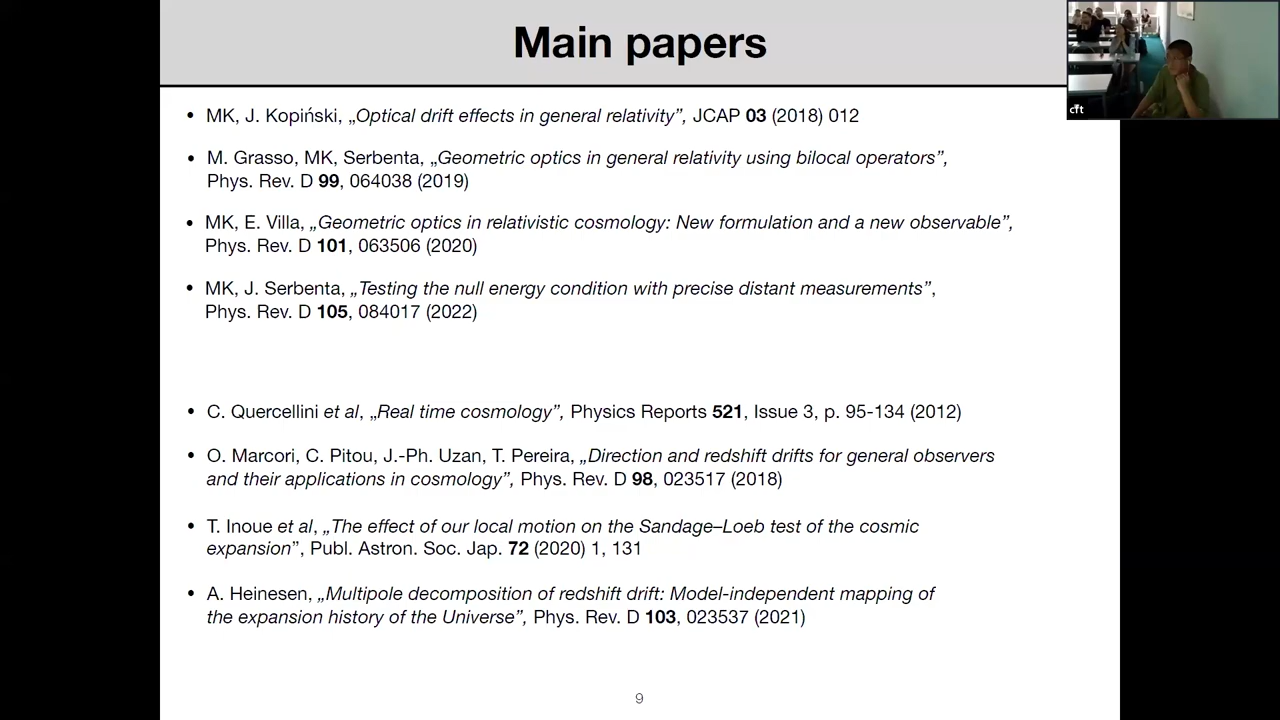 Main papers
cft
• MK, J. Kopiński, „Optical drift effects in general relativity”, JCAP 03 (2018) 012
• M. Grasso, MK, Serbenta, „Geometric optics in general relativity using bilocal operators”,
Phys. Rev. D 99, 064038 (2019)
• MK, E. Villa, „Geometric optics in relativistic cosmology: New formulation and a new observable”,
Phys. Rev. D 101, 063506 (2020)
• MK, J. Serbenta, „Testing the null energy condition with precise distant measurements”,
Phys. Rev. D 105, 084017 (2022)
• C. Quercellini et al, „Real time cosmology”, Physics Reports 521, Issue 3, p. 95-134 (2012)
• O. Marcori, C. Pitou, J.-Ph. Uzan, T. Pereira, „Direction and redshift drifts for general observers
and their applications in cosmology”, Phys. Rev. D 98, 023517 (2018)
• T. Inoue et al, „The effect of our local motion on the Sandage–Loeb test of the cosmic
expansion”, Publ. Astron. Soc. Jap. 72 (2020) 1, 131
• A. Heinesen, „Multipole decomposition of redshift drift: Model-independent mapping of
the expansion history of the Universe”, Phys. Rev. D 103, 023537 (2021)
9